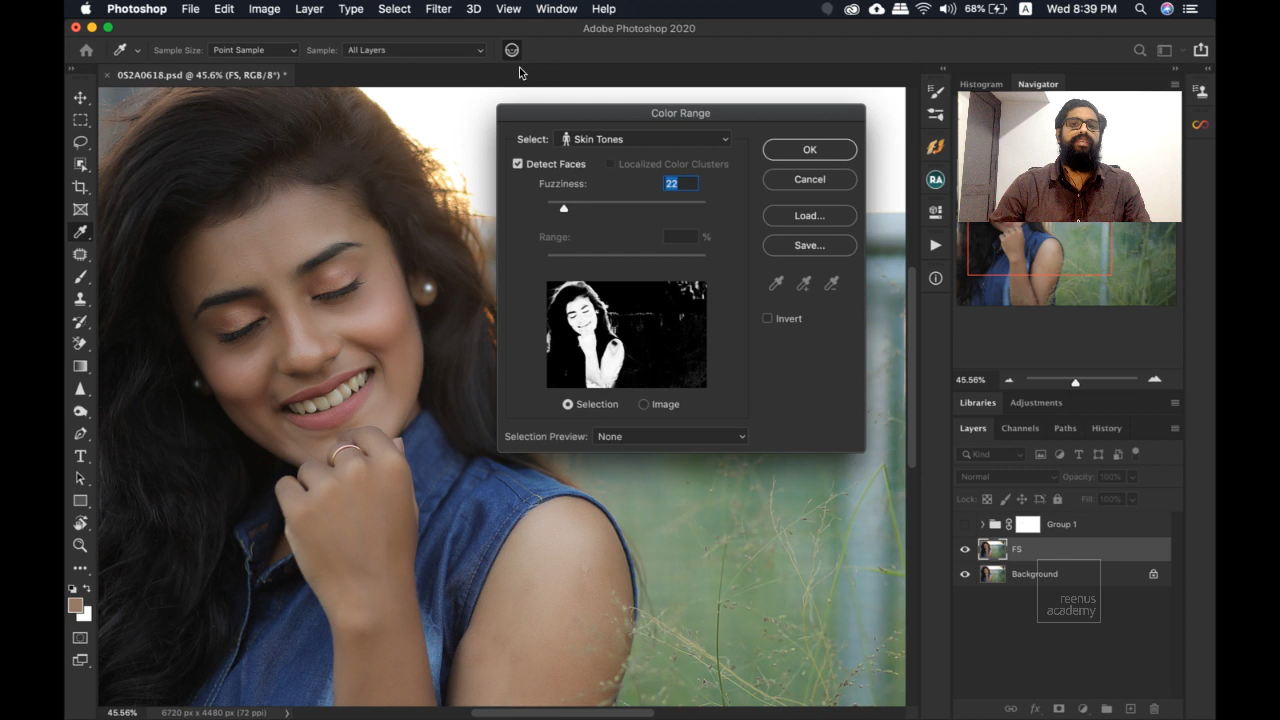 Photoshop File Edit Image Layer Type Select Filter 3D View Window Help 68% A Wed 8:39 PM
Adobe Photoshop 2020
Sample Size: Point Sample Sample: All Layers
× 0S2A0618.psd @ 45.6% (FS, RGB/8*) *
Histogram Navigator
Color Range
Select: Skin Tones
OK
Detect Faces Localized Color Clusters
Fuzziness: 22
Cancel
Load...
Range: %
Save...
Invert
Selection Image
Selection Preview: None
RA
45.56%
Libraries Adjustments
Layers Channels Paths History
Kind
Normal Opacity: 100%
Lock: Fill: 100%
Group 1
FS
Background
reenus
academy
45.56% 6720 px x 4480 px (72 ppi)